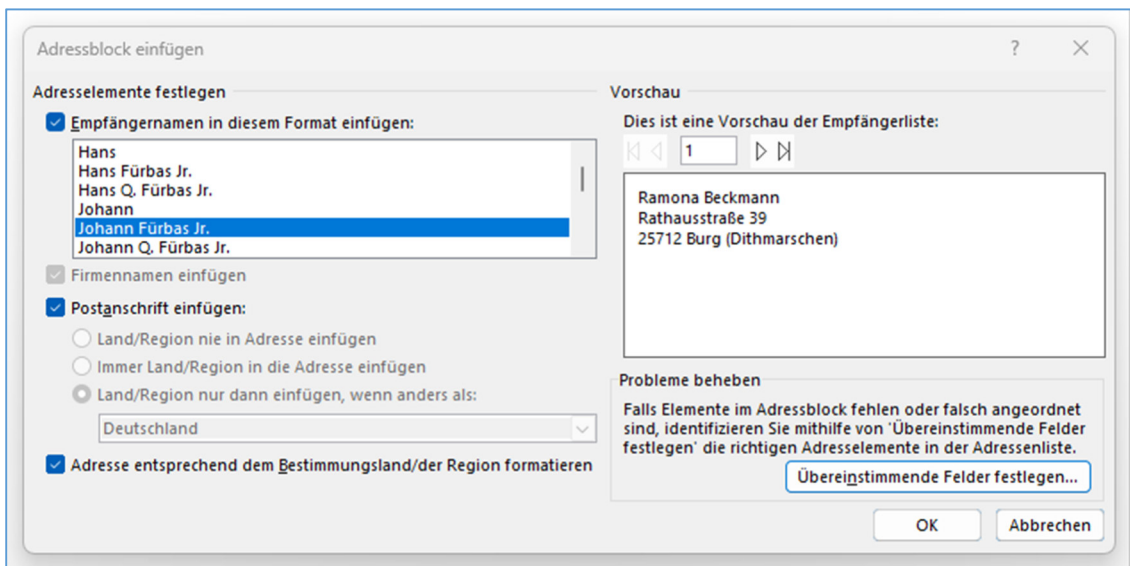 Adressblock einfügen
?
Adresselemente festlegen
Empfängernamen in diesem Format einfügen:
Hans
Hans Fürbas Jr.
Hans Q. Fürbas Jr.
Johann
Johann Fürbas Jr.
Johann Q. Fürbas Jr.
Firmennamen einfügen
Postanschrift einfügen:
Land/Region nie in Adresse einfügen
Immer Land/Region in die Adresse einfügen
Land/Region nur dann einfügen, wenn anders als:
Deutschland
Adresse entsprechend dem Bestimmungsland/der Region formatieren
Vorschau
Dies ist eine Vorschau der Empfängerliste:
1
Ramona Beckmann
Rathausstraße 39
25712 Burg (Dithmarschen)
Probleme beheben
Falls Elemente im Adressblock fehlen oder falsch angeordnet
sind, identifizieren Sie mithilfe von 'Übereinstimmende Felder
festlegen' die richtigen Adresselemente in der Adressenliste.
Übereinstimmende Felder festlegen...
OK
Abbrechen